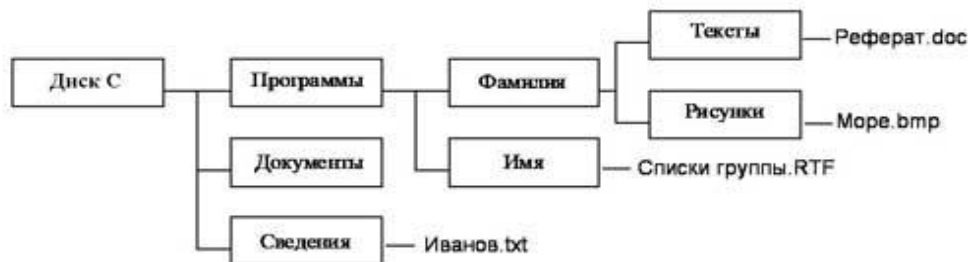 Тексты
Реферат.doc
Диск С
Программы
Фамилия
Рисунки
Море.bmp
Документы
Имя
Списки группы.RTF
Сведения
Иванов.txt